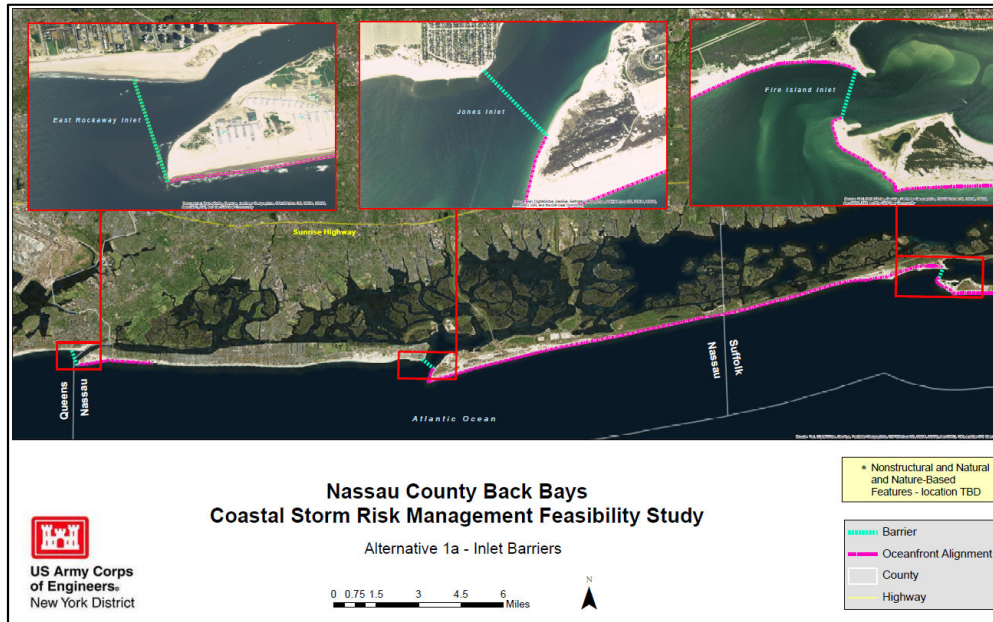 East Rockaway Inlet
Jones Inlet
Fire Island Inlet
Sunrise Highway
Queens
Nassau
Nassau
Suffolk
Atlantic Ocean
* Nonstructural and Natural
and Nature-Based
Features - location TBD
Nassau County Back Bays
Coastal Storm Risk Management Feasibility Study
Alternative 1a - Inlet Barriers
US Army Corps
of Engineers®
New York District
0 0.75 1.5 3 4.5 6
Miles
N
Barrier
Oceanfront Alignment
County
Highway